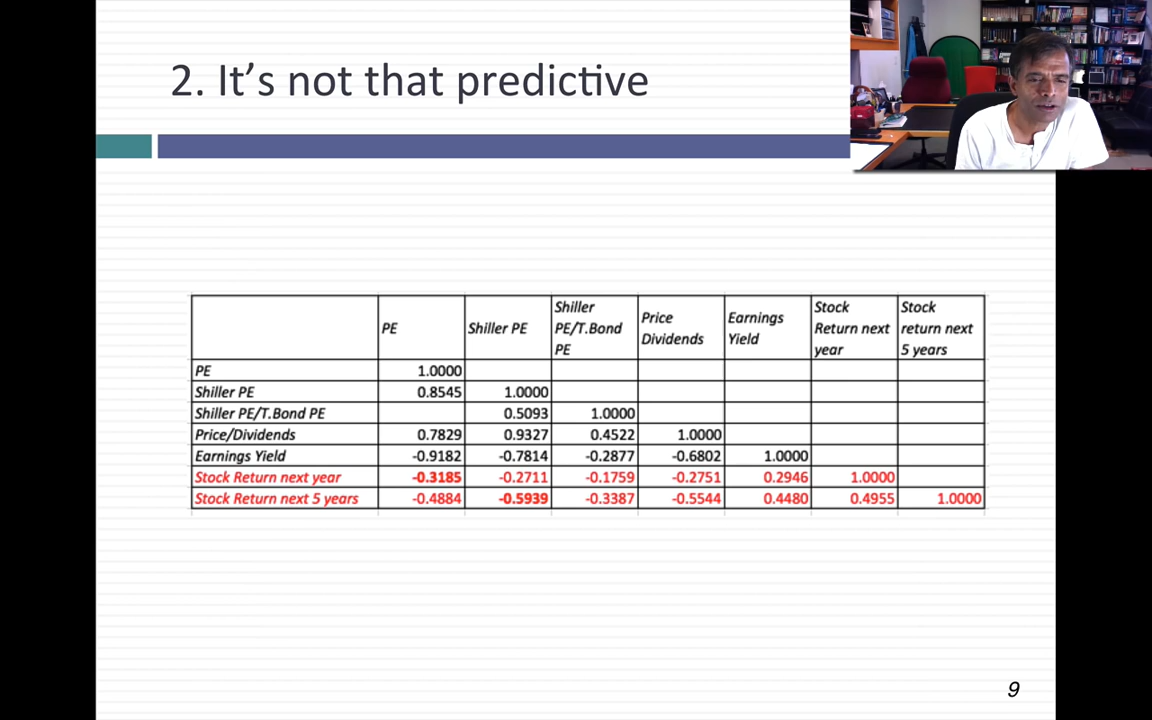 2. It's not that predictive
PE
Shiller PE
Shiller
PE/T.Bond
PE
Price
Dividends
Earnings
Yield
Stock
Return next
year
Stock
return next
5 years
PE 1.0000
Shiller PE 0.8545 1.0000
Shiller PE/T.Bond PE 0.5093 1.0000
Price/Dividends 0.7829 0.9327 0.4522 1.0000
Earnings Yield -0.9182 -0.7814 -0.2877 -0.6802 1.0000
Stock Return next year -0.3185 -0.2711 -0.1759 -0.2751 0.2946 1.0000
Stock Return next 5 years -0.4884 -0.5939 -0.3387 -0.5544 0.4480 0.4955 1.0000
9